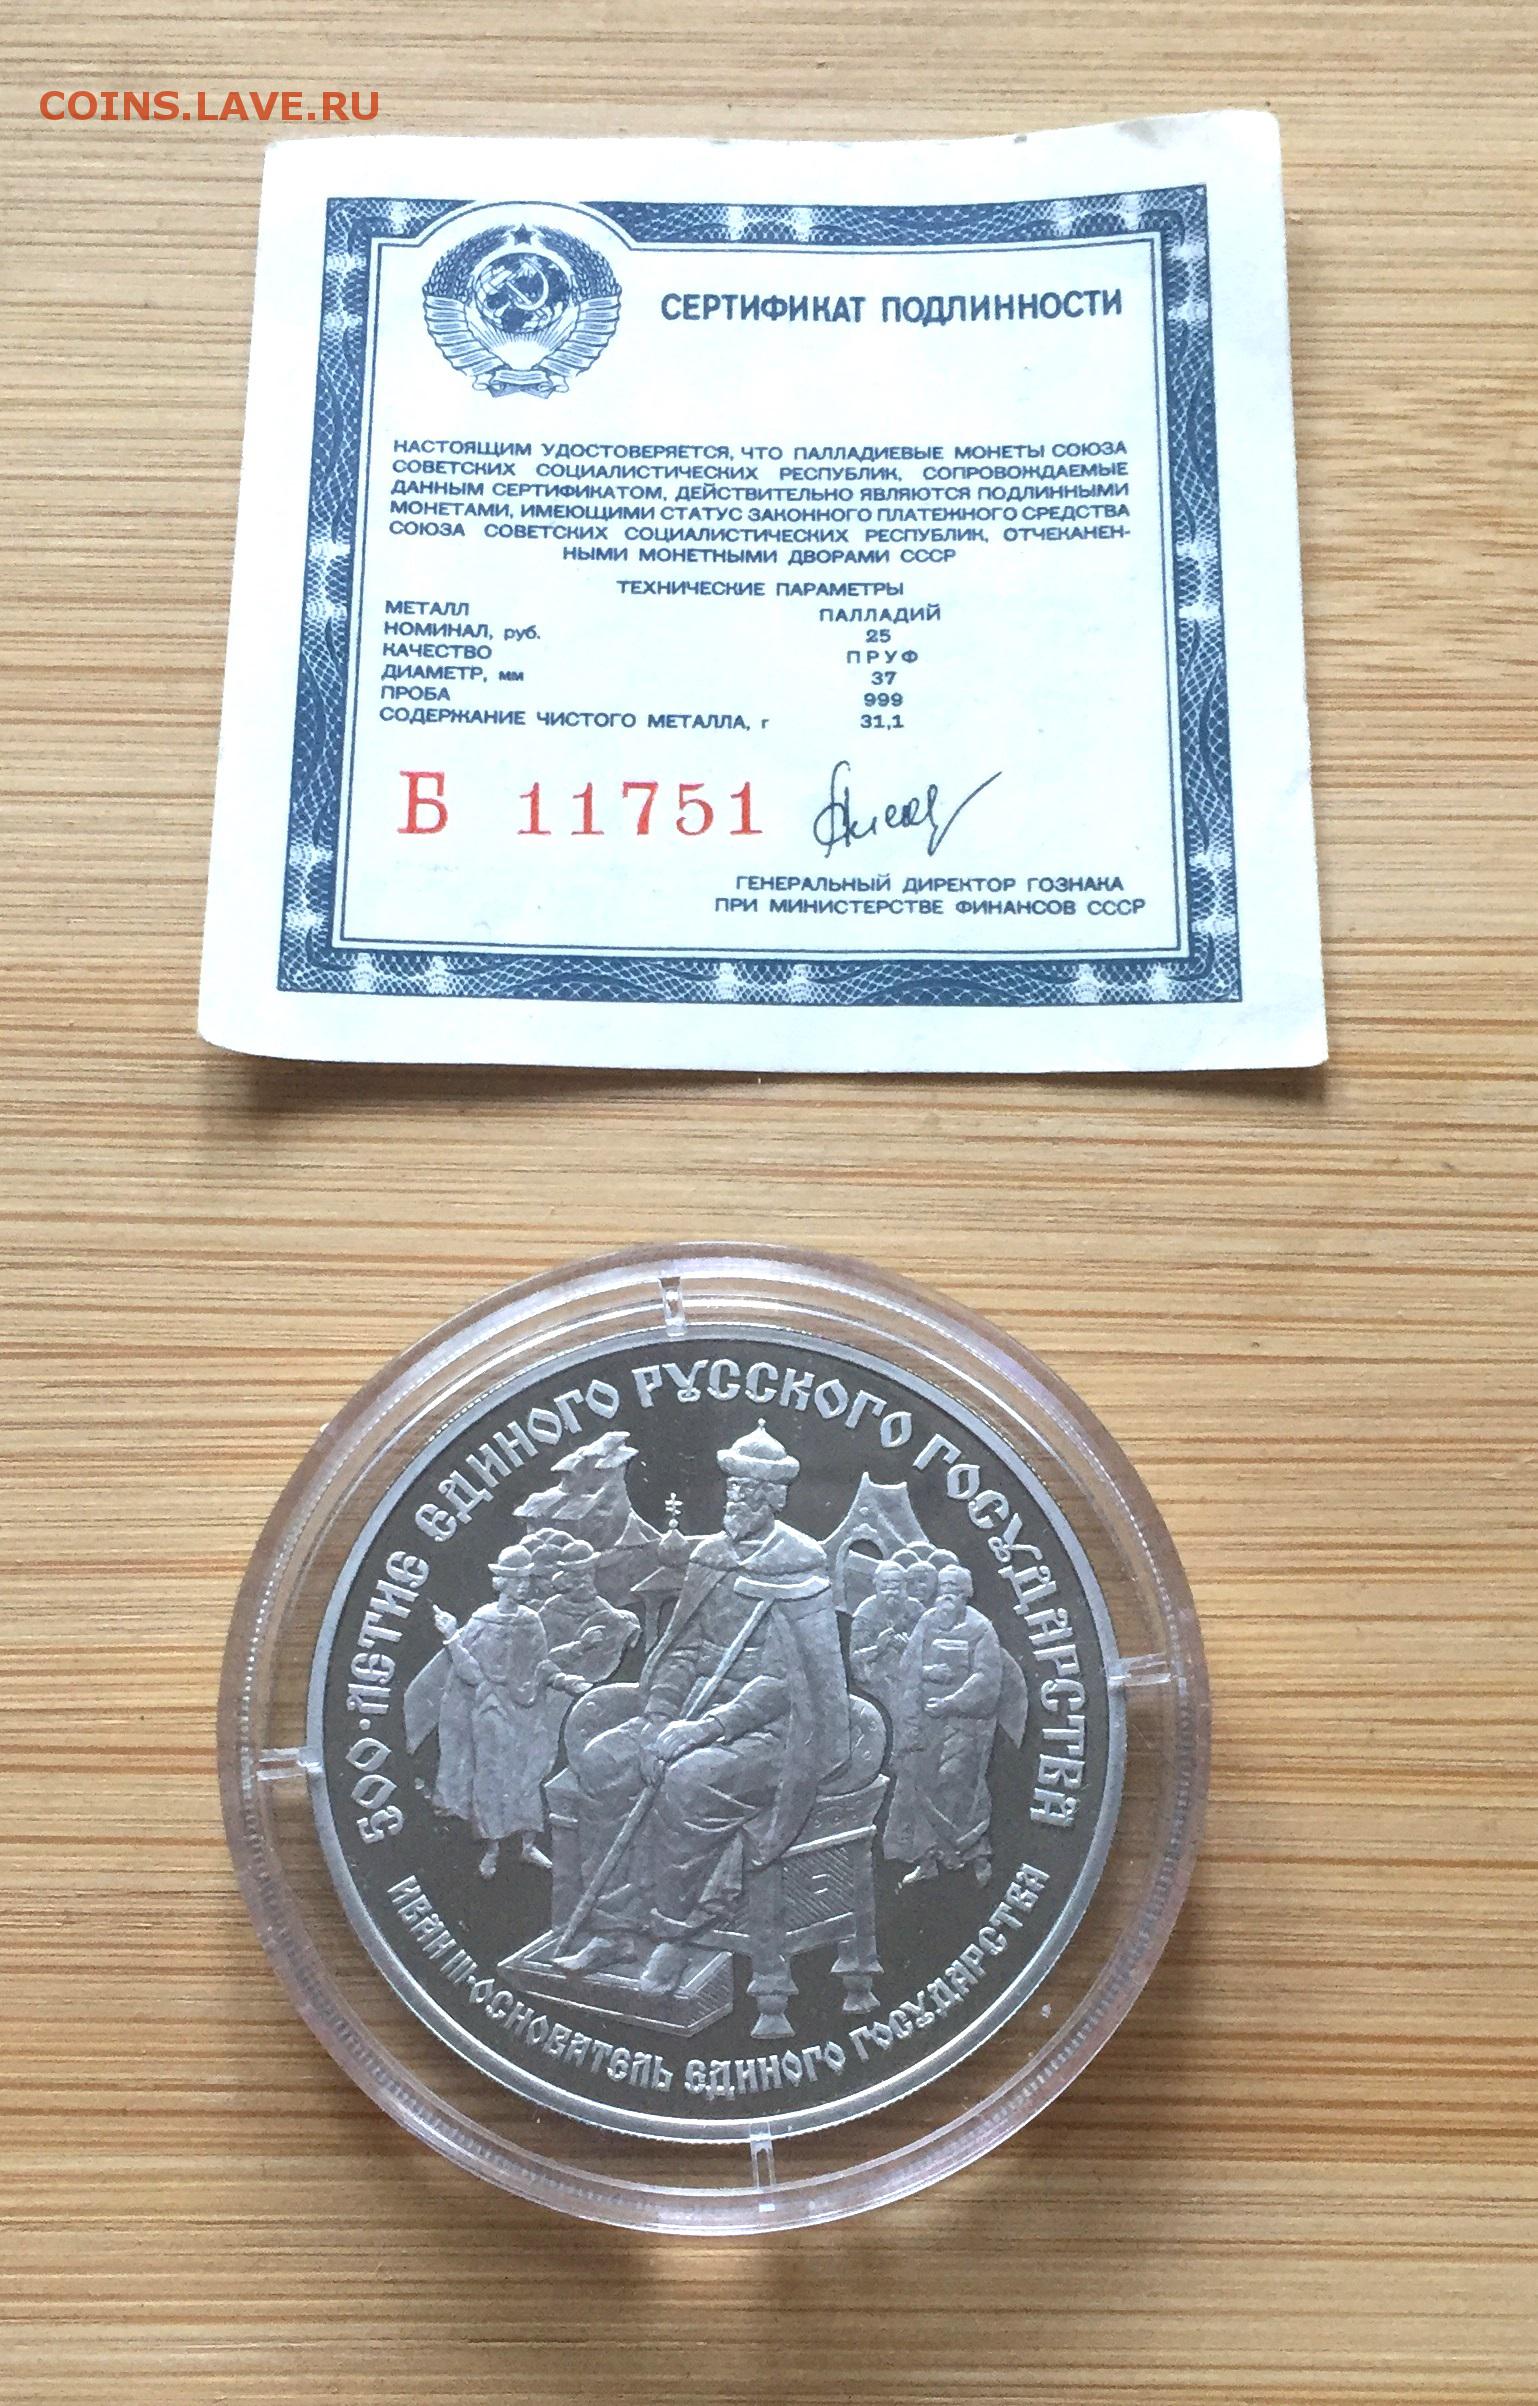 COINS.LAVE.RU
СЕРТИФИКАТ ПОДЛИННОСТИ
НАСТОЯЩИМ УДОСТОВЕРЯЕТСЯ, ЧТО ПАЛЛАДИЕВЫЕ МОНЕТЫ СОЮЗА
СОВЕТСКИХ СОЦИАЛИСТИЧЕСКИХ РЕСПУБЛИК, СОПРОВОЖДАЕМЫЕ
ДАННЫМ СЕРТИФИКАТОМ, ДЕЙСТВИТЕЛЬНО ЯВЛЯЮТСЯ ПОДЛИННЫМИ
МОНЕТАМИ, ИМЕЮЩИМИ СТАТУС ЗАКОННОГО ПЛАТЕЖНОГО СРЕДСТВА
СОЮЗА СОВЕТСКИХ СОЦИАЛИСТИЧЕСКИХ РЕСПУБЛИК, ОТЧЕКАНЕН-
НЫМИ МОНЕТНЫМИ ДВОРАМИ СССР
ТЕХНИЧЕСКИЕ ПАРАМЕТРЫ
МЕТАЛЛ ПАЛЛАДИЙ
НОМИНАЛ, руб. 25
КАЧЕСТВО ПРУФ
ДИАМЕТР, мм 37
ПРОБА 999
СОДЕРЖАНИЕ ЧИСТОГО МЕТАЛЛА, г 31,1
Б 11751
ГЕНЕРАЛЬНЫЙ ДИРЕКТОР ГОЗНАКА
ПРИ МИНИСТЕРСТВЕ ФИНАНСОВ СССР
500·ЛЕТИЕ ЕДИНОГО РУССКОГО ГОСУДАРСТВА
ИВАН III·ОСНОВАТЕЛЬ ЕДИНОГО ГОСУДАРСТВА